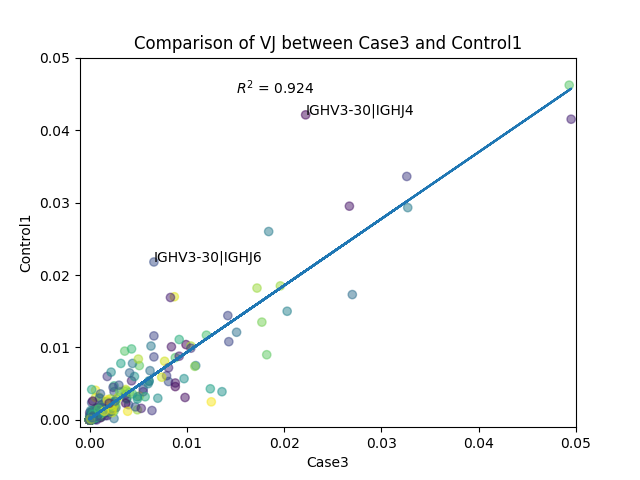 Comparison of VJ between Case3 and Control1
0.05
R² = 0.924
IGHV3-30|IGHJ4
0.04
0.03
IGHV3-30|IGHJ6
0.02
0.01
0.00
Control1
0.00 0.01 0.02 0.03 0.04 0.05
Case3